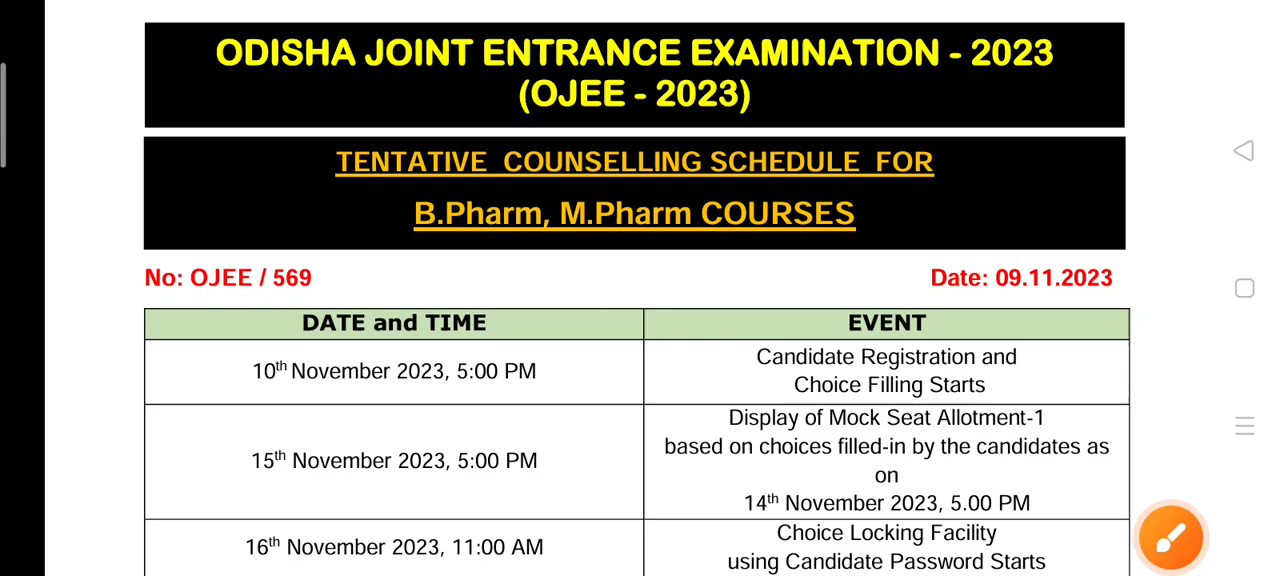 ODISHA JOINT ENTRANCE EXAMINATION - 2023
(OJEE - 2023)
TENTATIVE COUNSELLING SCHEDULE FOR
B.Pharm, M.Pharm COURSES
No: OJEE / 569 Date: 09.11.2023
DATE and TIME EVENT
10th November 2023, 5:00 PM
Candidate Registration and
Choice Filling Starts
15th November 2023, 5:00 PM
Display of Mock Seat Allotment-1
based on choices filled-in by the candidates as
on
14th November 2023, 5.00 PM
16th November 2023, 11:00 AM
Choice Locking Facility
using Candidate Password Starts